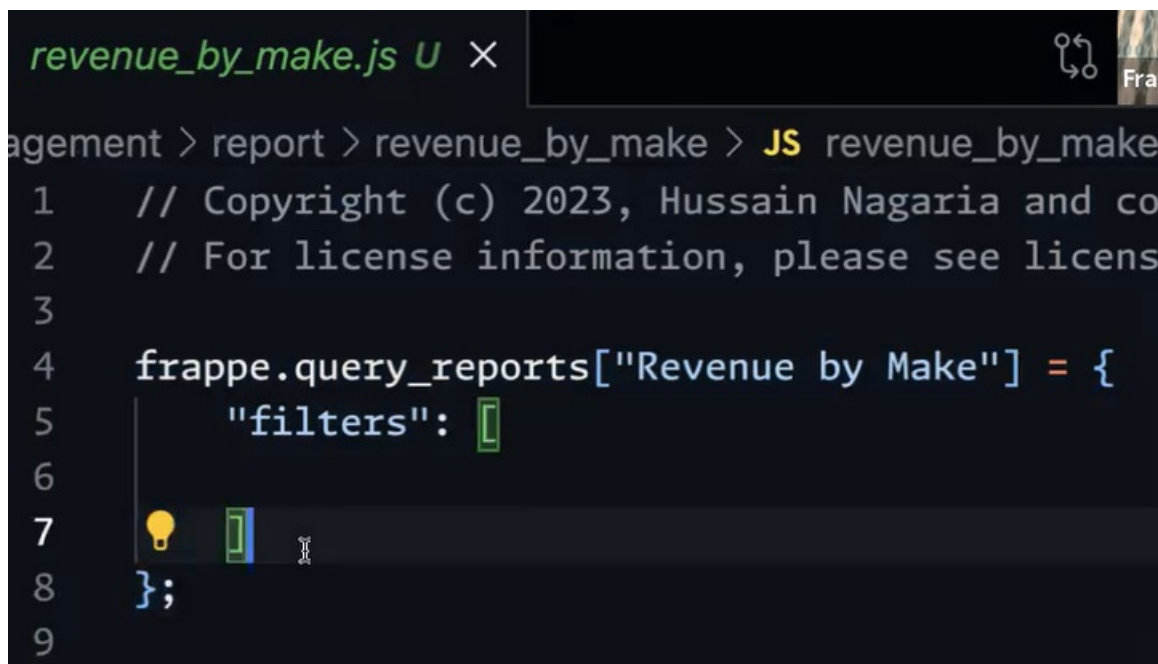 revenue_by_make.js U
Fra
agement > report > revenue_by_make > JS revenue_by_make
1 // Copyright (c) 2023, Hussain Nagaria and co
2 // For license information, please see licens
3
4 frappe.query_reports["Revenue by Make"] = {
5 "filters": [
6
7 ]
8 };
9